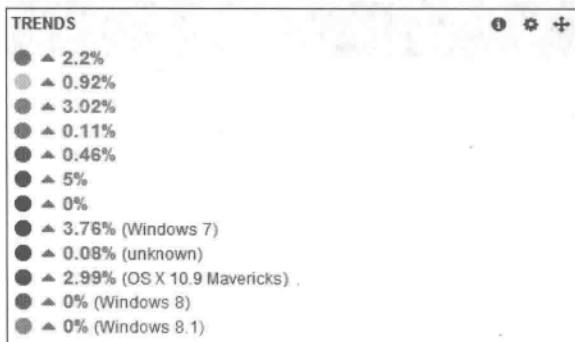 TRENDS
2.2%
0.92%
3.02%
0.11%
0.46%
5%
0%
3.76% (Windows 7)
0.08% (unknown)
2.99% (OS X 10.9 Mavericks)
0% (Windows 8)
0% (Windows 8.1)